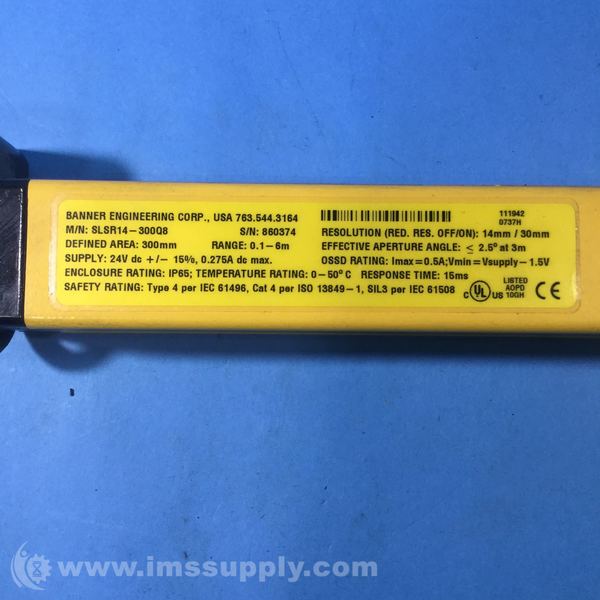 BANNER ENGINEERING CORP., USA 763.544.3164
M/N: SLSR14-300Q8 S/N: 860374
DEFINED AREA: 300mm RANGE: 0.1-6m
SUPPLY: 24V dc +/- 15%, 0.275A dc max.
ENCLOSURE RATING: IP65; TEMPERATURE RATING: 0-50° C RESPONSE TIME: 15ms
SAFETY RATING: Type 4 per IEC 61496, Cat 4 per ISO 13849-1, SIL3 per IEC 61508
RESOLUTION (RED. RES. OFF/ON): 14mm / 30mm
EFFECTIVE APERTURE ANGLE: ≤ 2.5° at 3m
OSSD RATING: Imax=0.5A;Vmin=Vsupply-1.5V
111942
0737H
C UL US LISTED
AOPD
10GH CE
IMS
www.imssupply.com